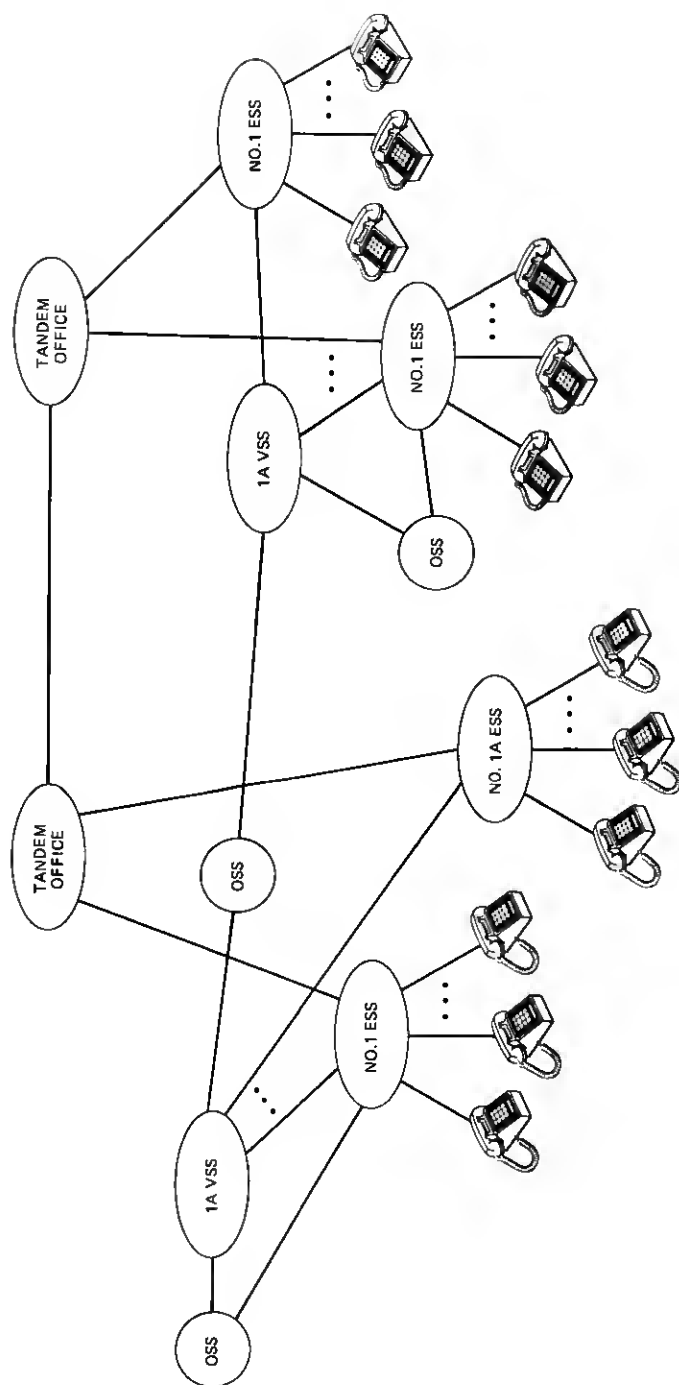 TANDEM
OFFICE
TANDEM
OFFICE
OSS
1A VSS
OSS
1A VSS
NO.1 ESS
NO.1 ESS
NO. 1A ESS
OSS
NO.1 ESS